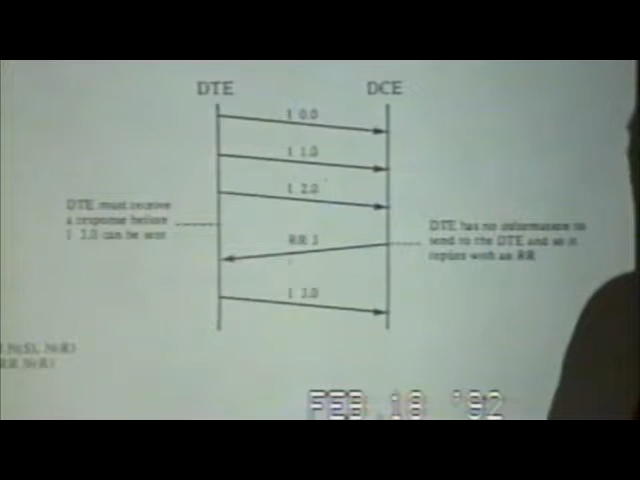 DTE DCE
I 0.0
I 1.0
I 2.0
DTE must receive
a response before
I 3.0 can be sent
RR 3
DTE has no information to
send to the DTE and so it
replies with an RR
I 3.0
N(S), N(R)
RR N(R)
FEB.18 '92